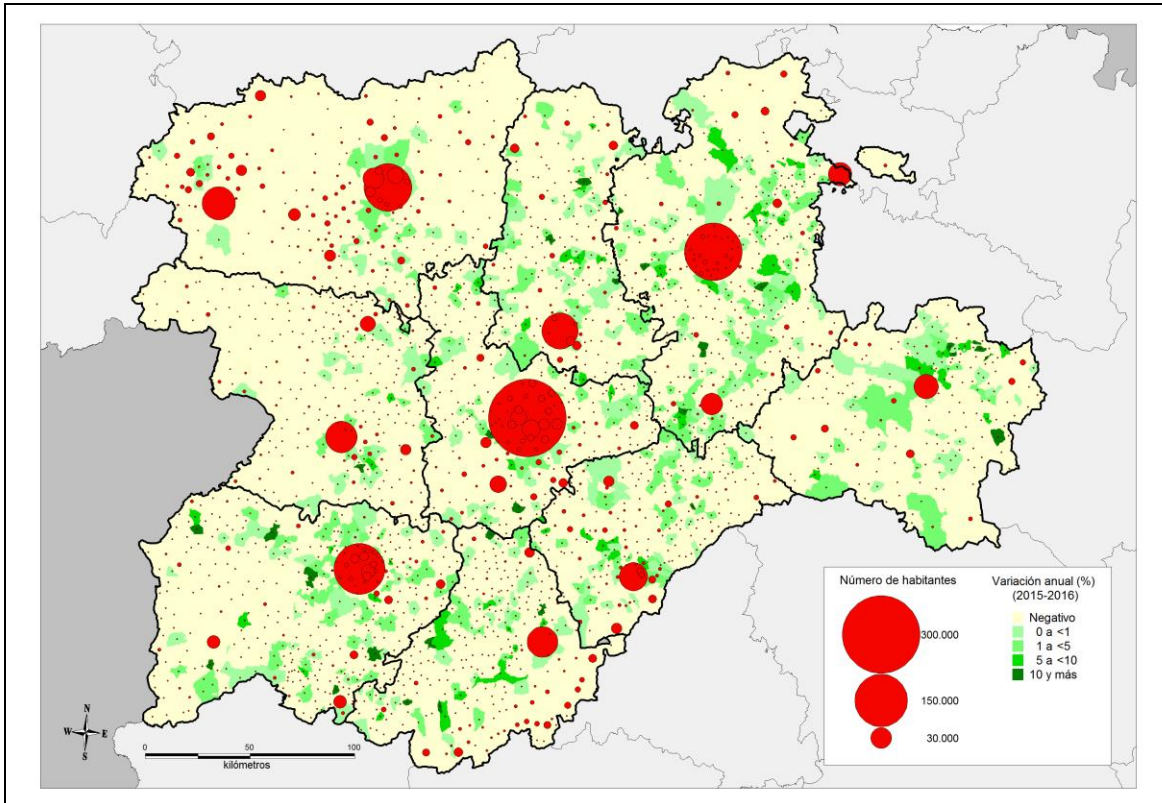 Número de habitantes
300.000
150.000
30.000
Variación anual (%)
(2015-2016)
Negativo
0 a <1
1 a <5
5 a <10
10 y más
N
W E
S
0 50 100
kilómetros